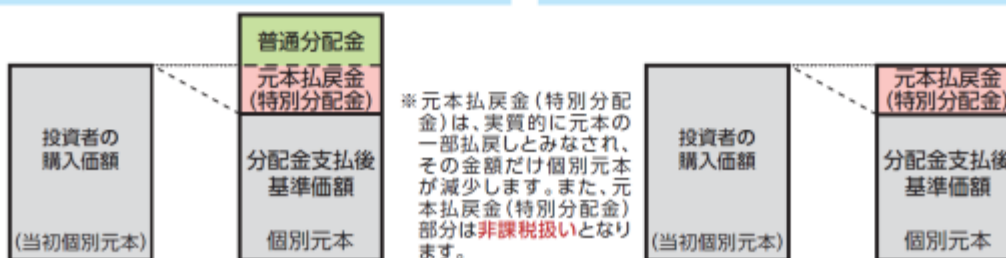 普通分配金
元本払戻金
(特別分配金)
投資者の
購入価額
(当初個別元本)
分配金支払後
基準価額
個別元本
※元本払戻金(特別分配
金)は、実質的に元本の
一部払戻しとみなされ、
その金額だけ個別元本
が減少します。また、元
本払戻金(特別分配金)
部分は非課税扱いとなり
ます。
投資者の
購入価額
(当初個別元本)
元本払戻金
(特別分配金)
分配金支払後
基準価額
個別元本